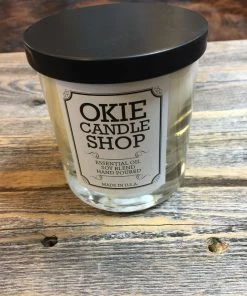 OKIE
CANDLE
SHOP
ESSENTIAL OIL
SOY BLEND
HAND POURED
MADE IN U.S.A.